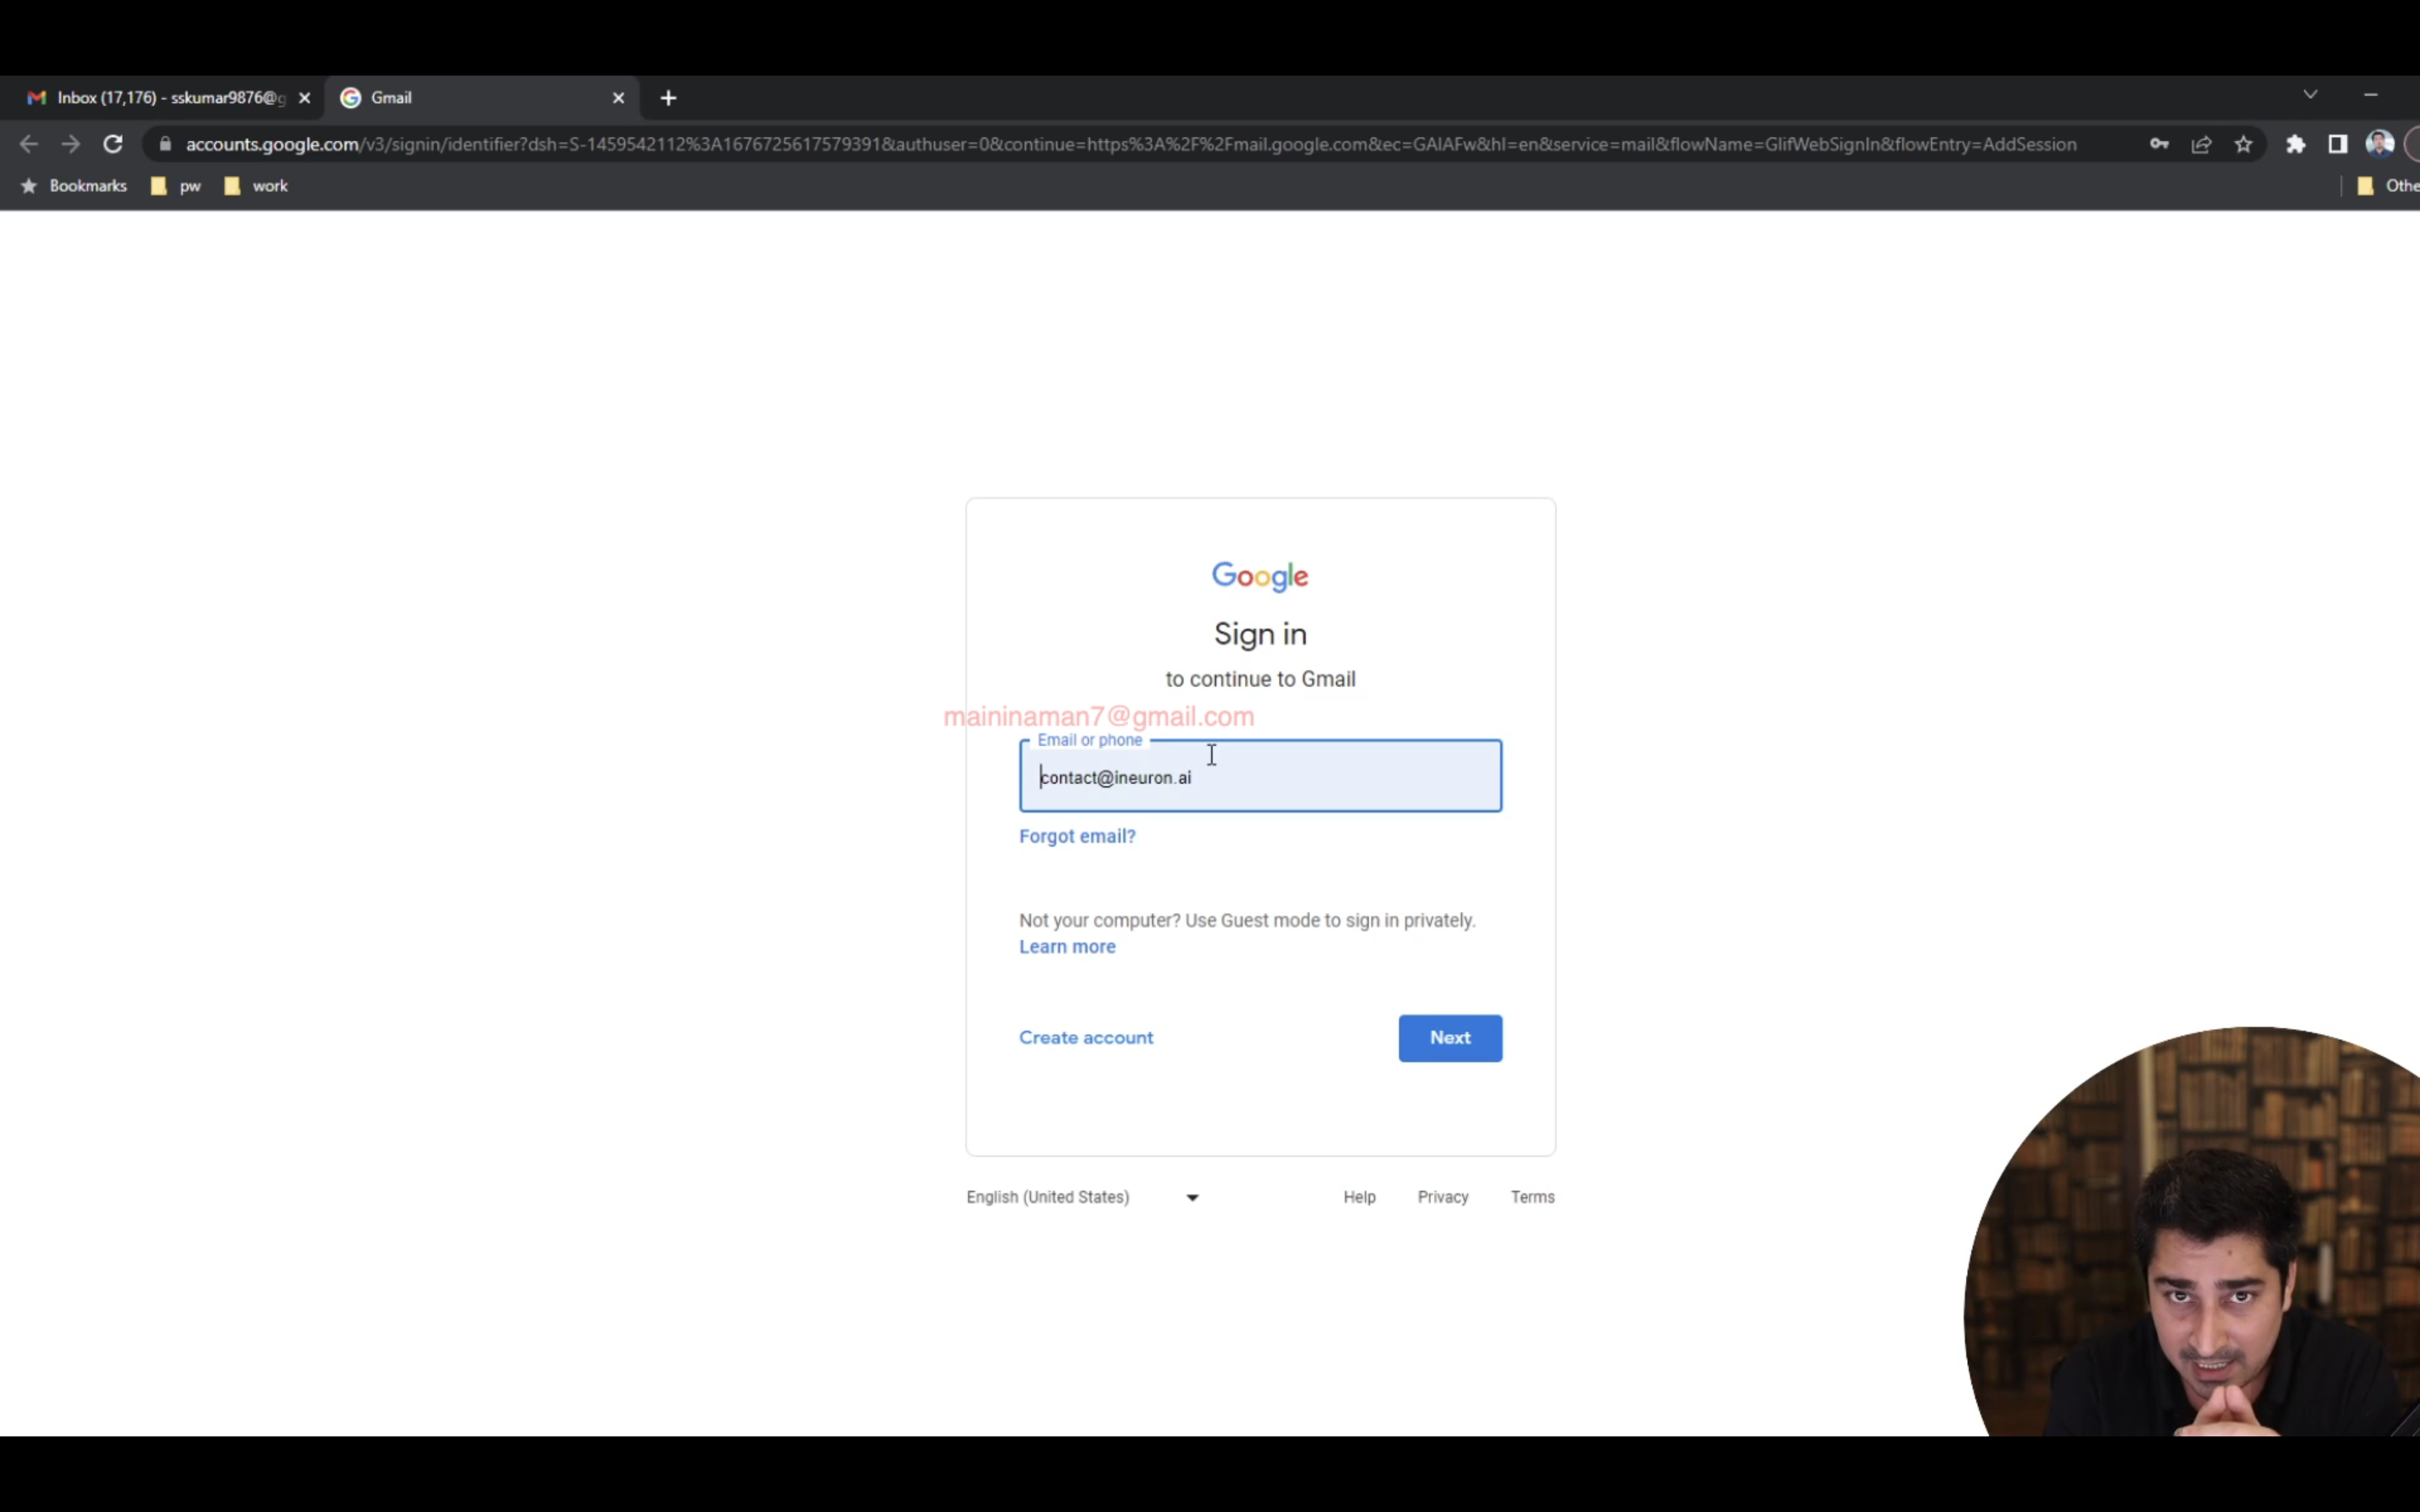 Inbox (17,176) - sskumar9876@g
Gmail
accounts.google.com/v3/signin/identifier?dsh=S-1459542112%3A1676725617579391&authuser=0&continue=https%3A%2F%2Fmail.google.com&ec=GAlAFw&hl=en&service=mail&flowName=GlifWebSignIn&flowEntry=AddSession
Bookmarks pw work Othe
Google
Sign in
to continue to Gmail
maininaman7@gmail.com
Email or phone
contact@ineuron.ai
Forgot email?
Not your computer? Use Guest mode to sign in privately.
Learn more
Create account Next
English (United States) Help Privacy Terms